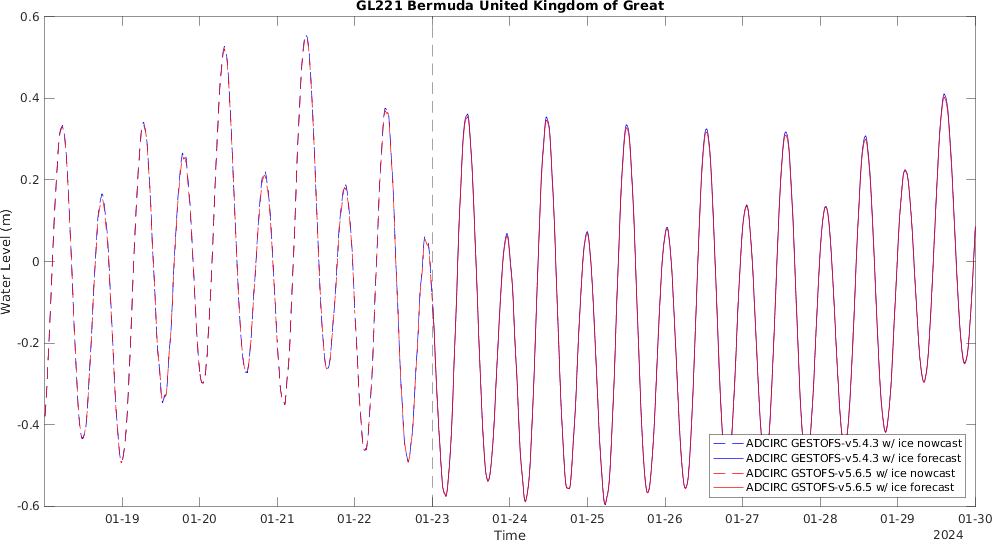 GL221 Bermuda United Kingdom of Great
0.6
0.4
0.2
0
-0.2
-0.4
-0.6
Water Level (m)
ADCIRC GESTOFS-v5.4.3 w/ ice nowcast
ADCIRC GESTOFS-v5.4.3 w/ ice forecast
ADCIRC GSTOFS-v5.6.5 w/ ice nowcast
ADCIRC GSTOFS-v5.6.5 w/ ice forecast
01-19 01-20 01-21 01-22 01-23 01-24 01-25 01-26 01-27 01-28 01-29 01-30
Time
2024